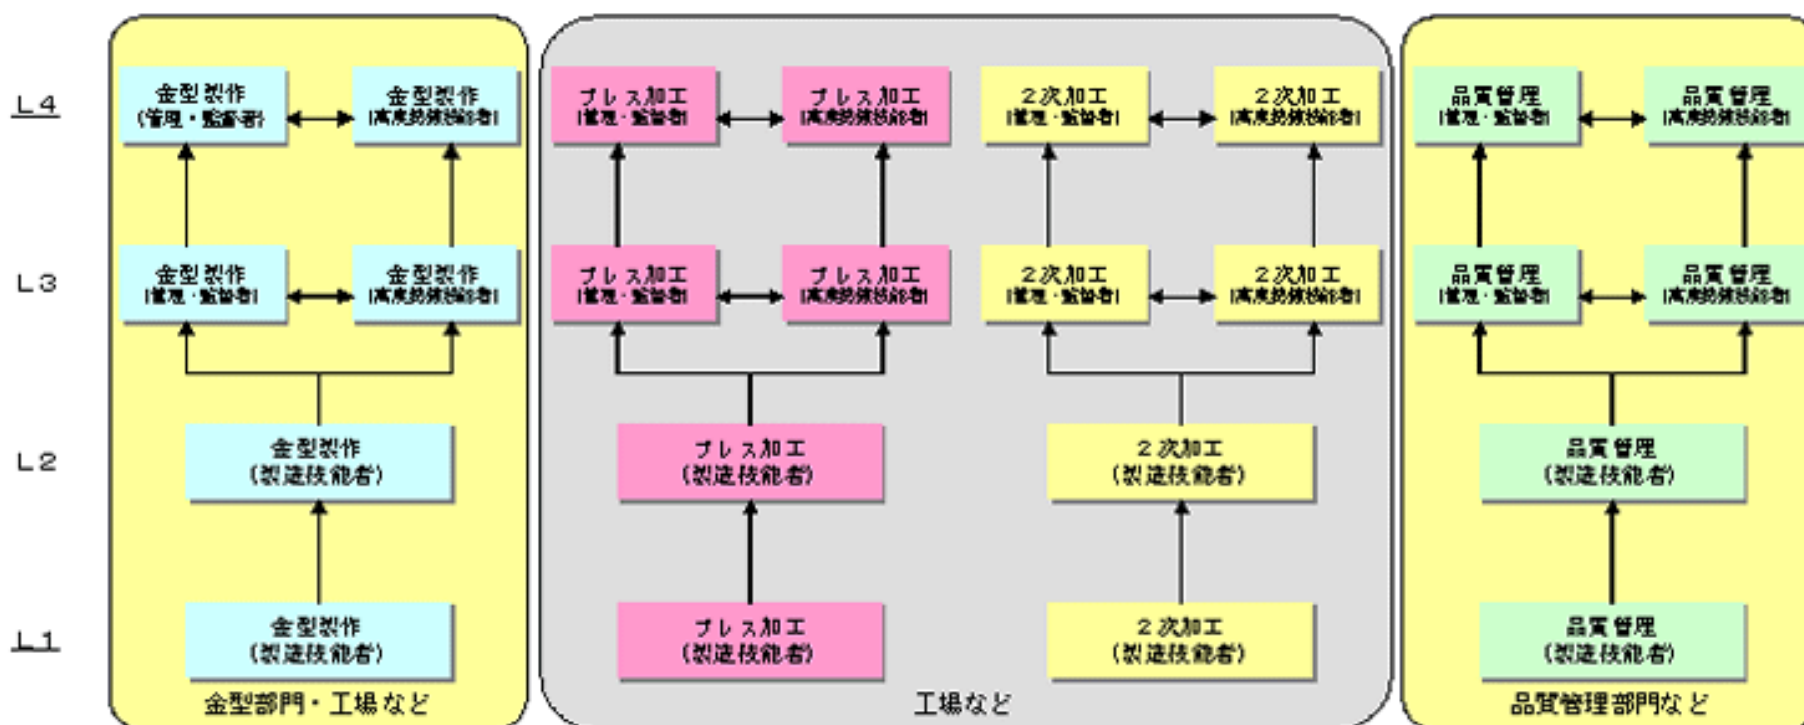 L4
金型製作
(管理・監督者)
金型製作
(高度熟練技能者)
プレス加工
(管理・監督者)
プレス加工
(高度熟練技能者)
2次加工
(管理・監督者)
2次加工
(高度熟練技能者)
品質管理
(管理・監督者)
品質管理
(高度熟練技能者)
L3
金型製作
(管理・監督者)
金型製作
(高度熟練技能者)
プレス加工
(管理・監督者)
プレス加工
(高度熟練技能者)
2次加工
(管理・監督者)
2次加工
(高度熟練技能者)
品質管理
(管理・監督者)
品質管理
(高度熟練技能者)
L2
金型製作
(製造技能者)
プレス加工
(製造技能者)
2次加工
(製造技能者)
品質管理
(製造技能者)
L1
金型製作
(製造技能者)
プレス加工
(製造技能者)
2次加工
(製造技能者)
品質管理
(製造技能者)
金型部門・工場など
工場など
品質管理部門など